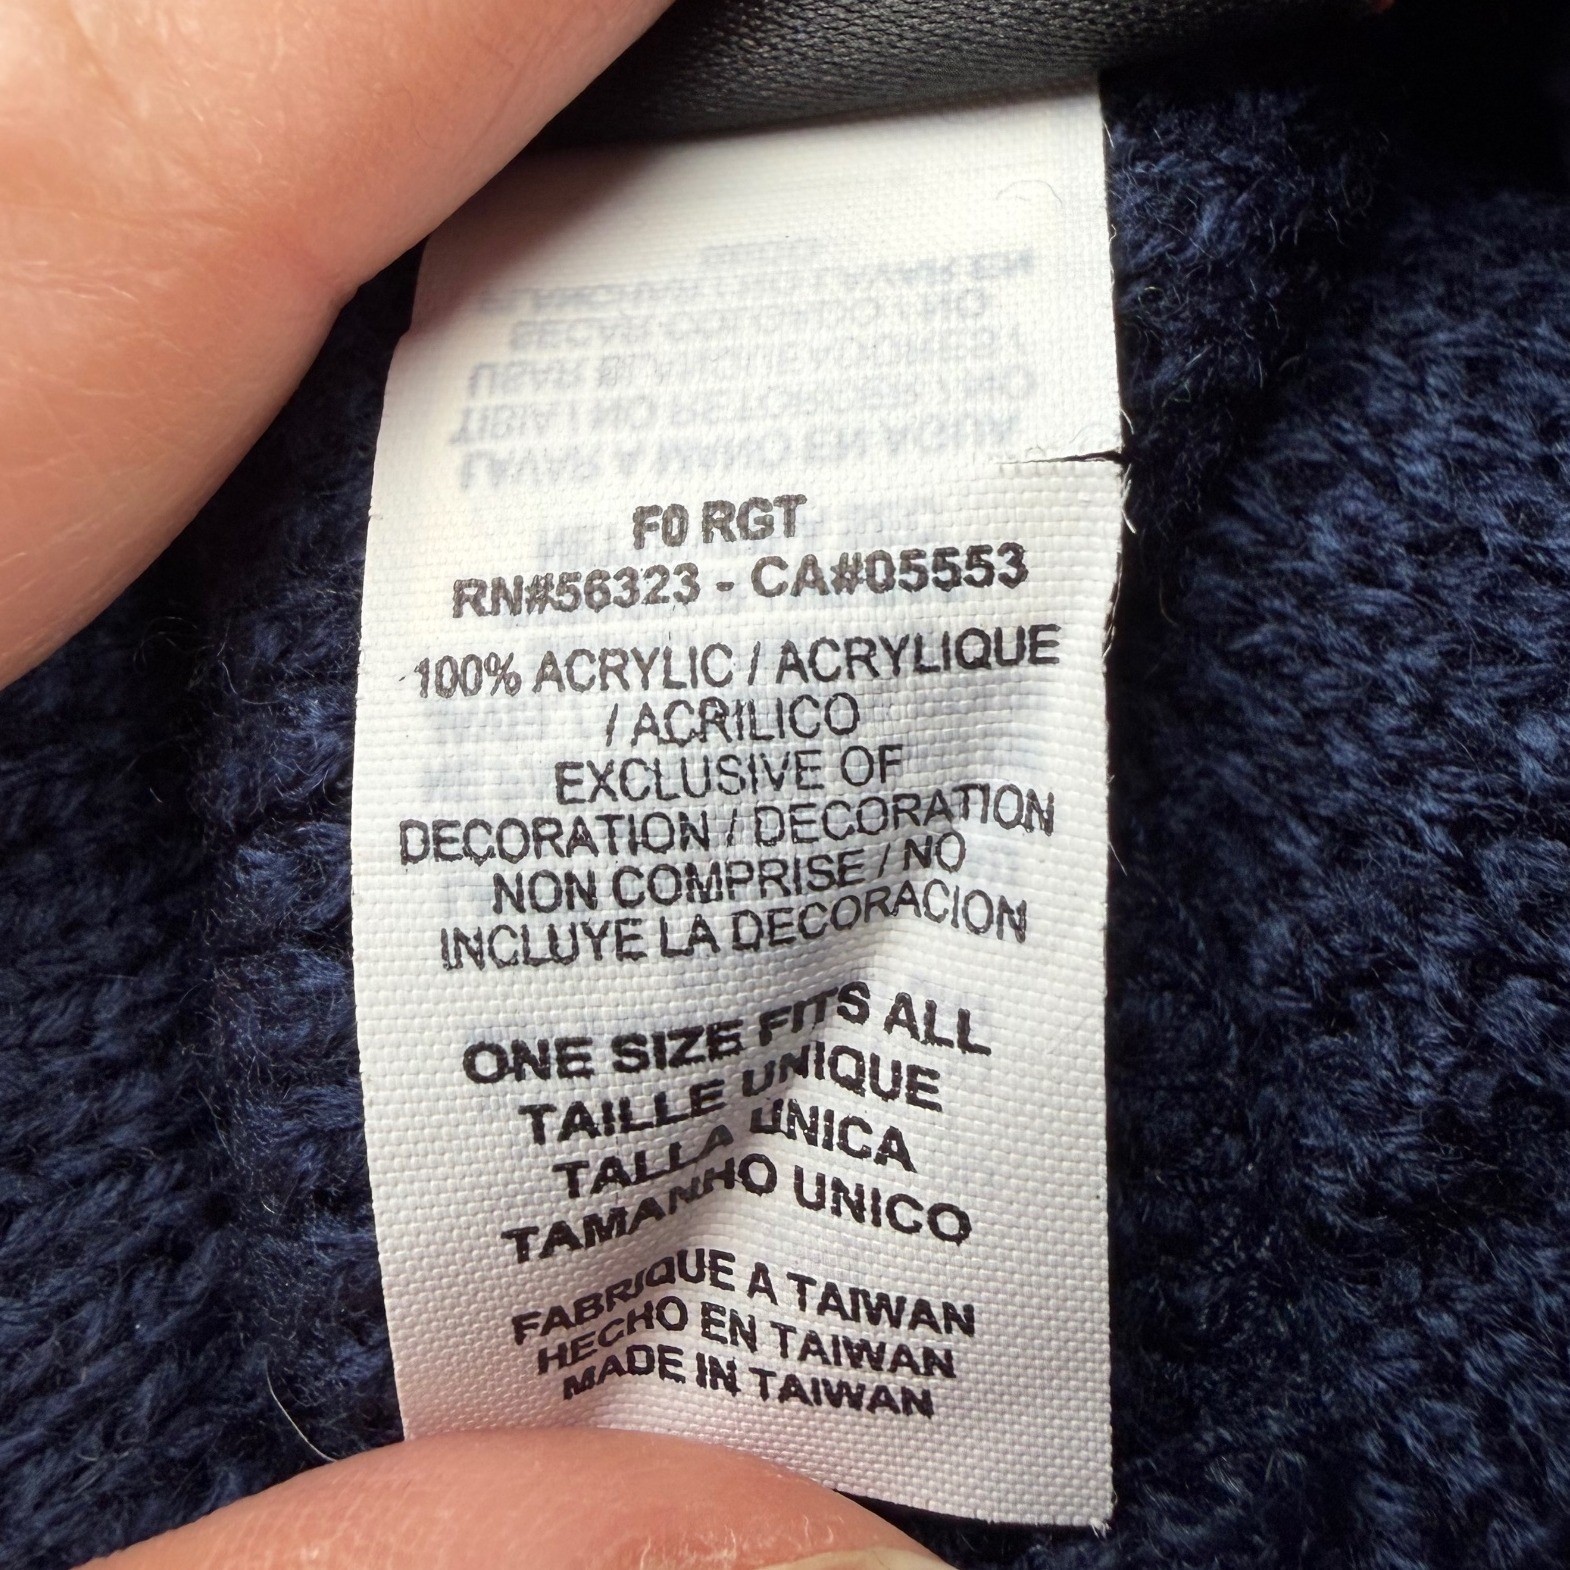 F0 RGT
RN#56323 - CA#05553
100% ACRYLIC / ACRYLIQUE
/ ACRILICO
EXCLUSIVE OF
DECORATION / DECORATION
NON COMPRISE / NO
INCLUYE LA DECORACION
ONE SIZE FITS ALL
TAILLE UNIQUE
TALLA UNICA
TAMANHO UNICO
FABRIQUE A TAIWAN
HECHO EN TAIWAN
MADE IN TAIWAN